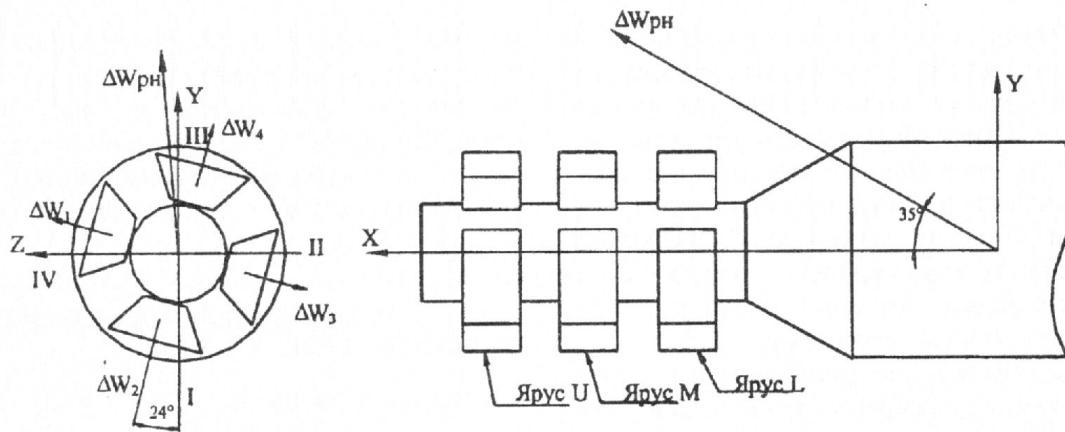 ΔWРН
Y
III
ΔW₄
ΔW₁
Z
II
IV
ΔW₃
ΔW₂
24°
I
ΔWРН
Y
35°
X
Ярус U
Ярус M
Ярус L